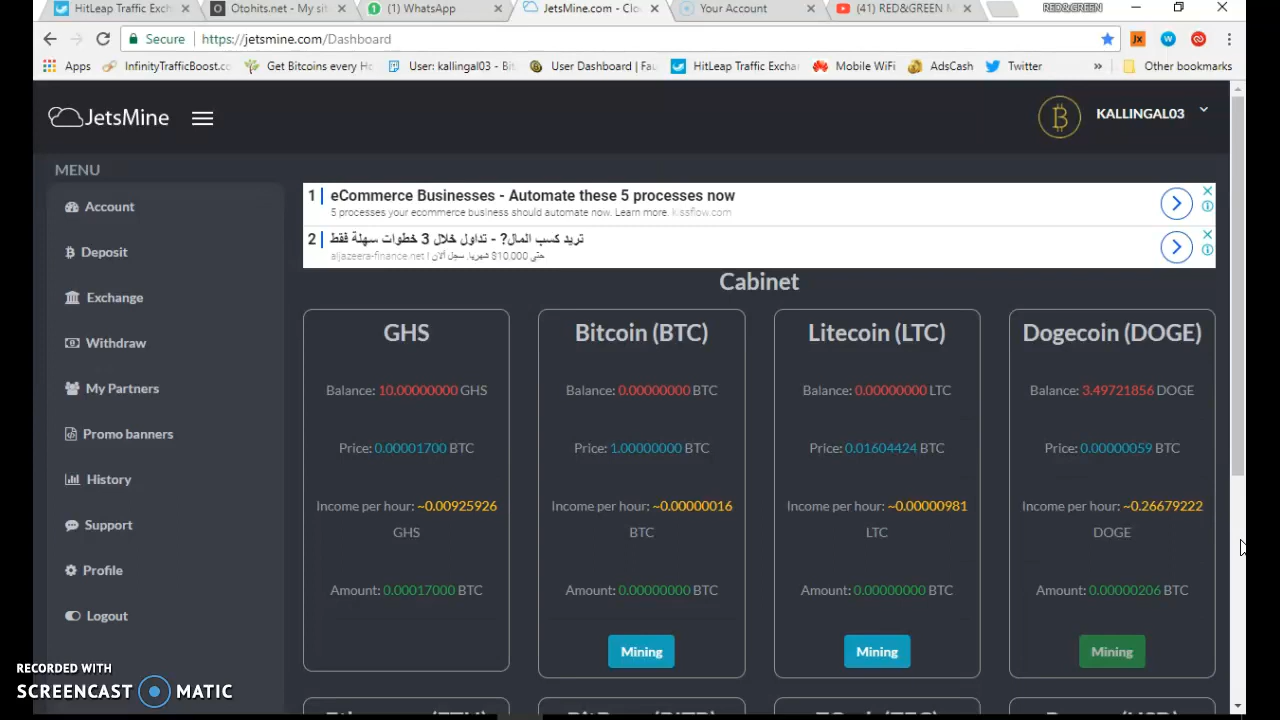 HitLeap Traffic Exch
Otohits.net - My sit
(1) WhatsApp
JetsMine.com - Clo
Your Account
(41) RED&GREEN M
RED&GREEN
Secure
https://jetsmine.com/Dashboard
Apps
InfinityTrafficBoost.cc
Get Bitcoins every Ho
User: kallingal03 - Bit
User Dashboard | Fau
HitLeap Traffic Exchar
Mobile WiFi
AdsCash
Twitter
»
Other bookmarks
JetsMine
KALLINGAL03
MENU
Account
Deposit
Exchange
Withdraw
My Partners
Promo banners
History
Support
Profile
Logout
1 eCommerce Businesses - Automate these 5 processes now
5 processes your ecommerce business should automate now. Learn more. kissflow.com
2 تريد كسب المال? - تداول خلال 3 خطوات سهلة فقط
حتى 10.000$ شهريا. سجل ألان | aljazeera-finance.net
Cabinet
GHS
Balance: 10.00000000 GHS
Price: 0.00001700 BTC
Income per hour: ~0.00925926
GHS
Amount: 0.00017000 BTC
Bitcoin (BTC)
Balance: 0.00000000 BTC
Price: 1.00000000 BTC
Income per hour: ~0.00000016
BTC
Amount: 0.00000000 BTC
Mining
Litecoin (LTC)
Balance: 0.00000000 LTC
Price: 0.01604424 BTC
Income per hour: ~0.00000981
LTC
Amount: 0.00000000 BTC
Mining
Dogecoin (DOGE)
Balance: 3.49721856 DOGE
Price: 0.00000059 BTC
Income per hour: ~0.26679222
DOGE
Amount: 0.00000206 BTC
Mining
RECORDED WITH
SCREENCAST MATIC